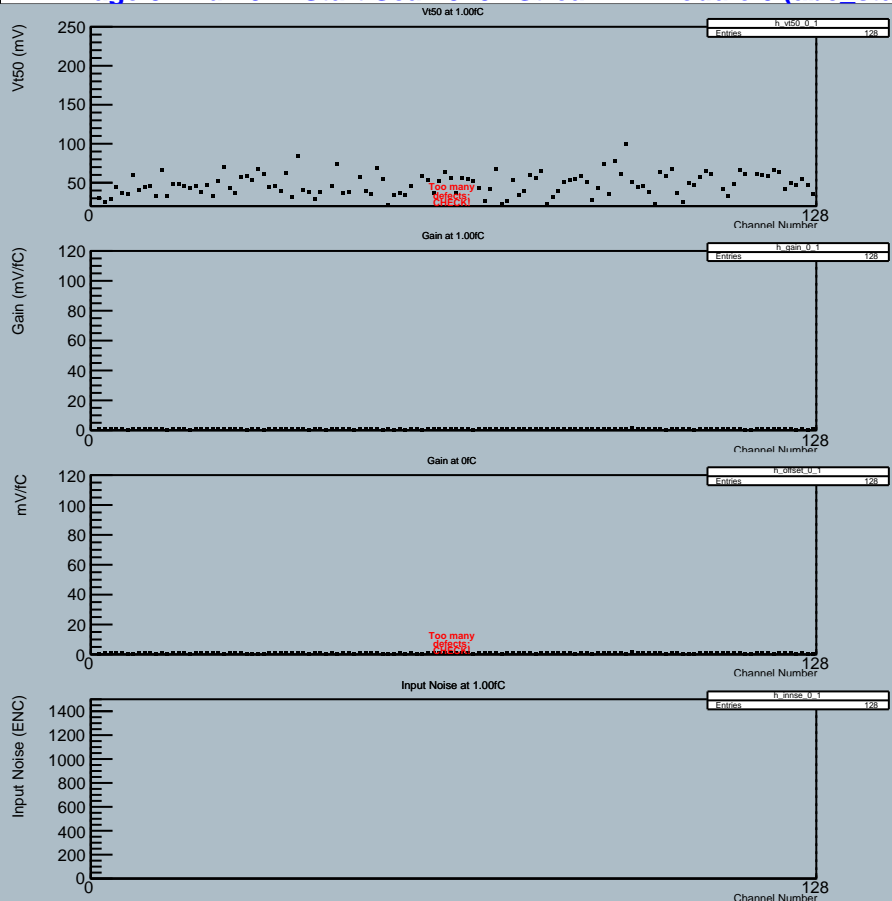 Vt50 at 1.00fC
h_vt50_0_1
Entries 128
Vt50 (mV)
250
200
150
100
50
Too many
defects:
CHECK!
0
128
Channel Number
Gain at 1.00fC
h_gain_0_1
Entries 128
Gain (mV/fC)
120
100
80
60
40
20
0
0
128
Channel Number
Gain at 0fC
h_offset_0_1
Entries 128
mV/fC
120
100
80
60
40
20
0
Too many
defects:
CHECK!
0
128
Channel Number
Input Noise at 1.00fC
h_innse_0_1
Entries 128
Input Noise (ENC)
1400
1200
1000
800
600
400
200
0
0
128
Channel Number